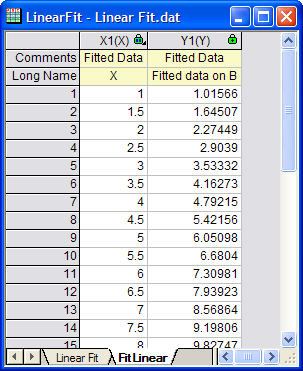 LinearFit - Linear Fit.dat
X1(X) Y1(Y)
Comments Fitted Data Fitted Data
Long Name X Fitted data on B
1 1 1.01566
2 1.5 1.64507
3 2 2.27449
4 2.5 2.9039
5 3 3.53332
6 3.5 4.16273
7 4 4.79215
8 4.5 5.42156
9 5 6.05098
10 5.5 6.6804
11 6 7.30981
12 6.5 7.93923
13 7 8.56864
14 7.5 9.19806
15 8 9.82747
Linear Fit FitLinear